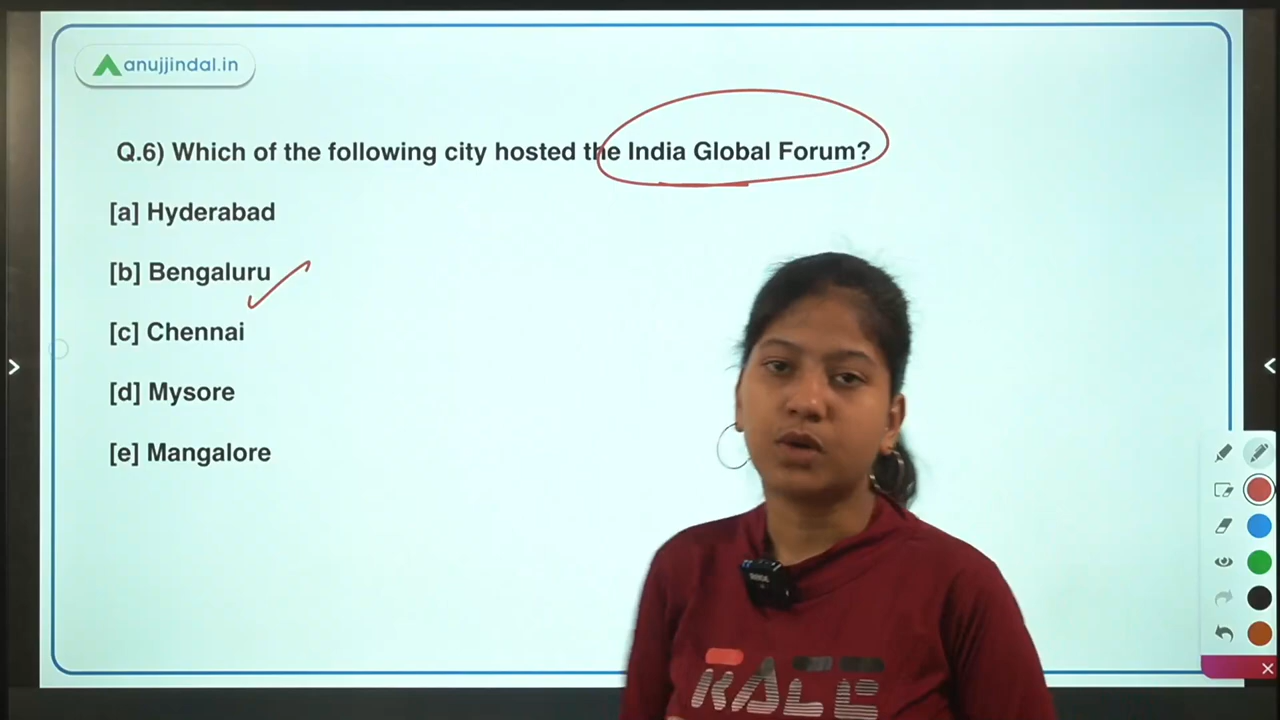 anujjindal.in
Q.6) Which of the following city hosted the India Global Forum?
[a] Hyderabad
[b] Bengaluru
[c] Chennai
[d] Mysore
[e] Mangalore